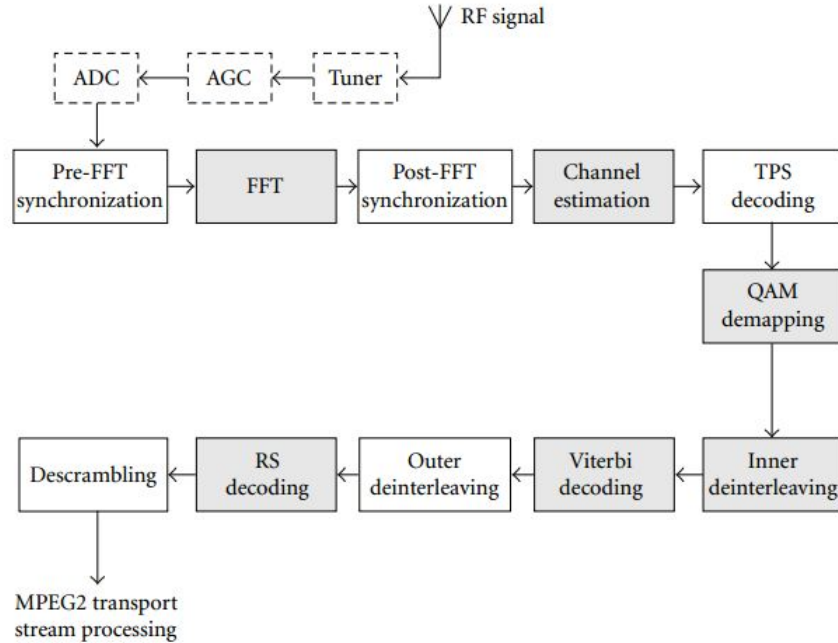 RF signal
Tuner
AGC
ADC
Pre-FFT
synchronization
FFT
Post-FFT
synchronization
Channel
estimation
TPS
decoding
QAM
demapping
Inner
deinterleaving
Viterbi
decoding
Outer
deinterleaving
RS
decoding
Descrambling
MPEG2 transport
stream processing